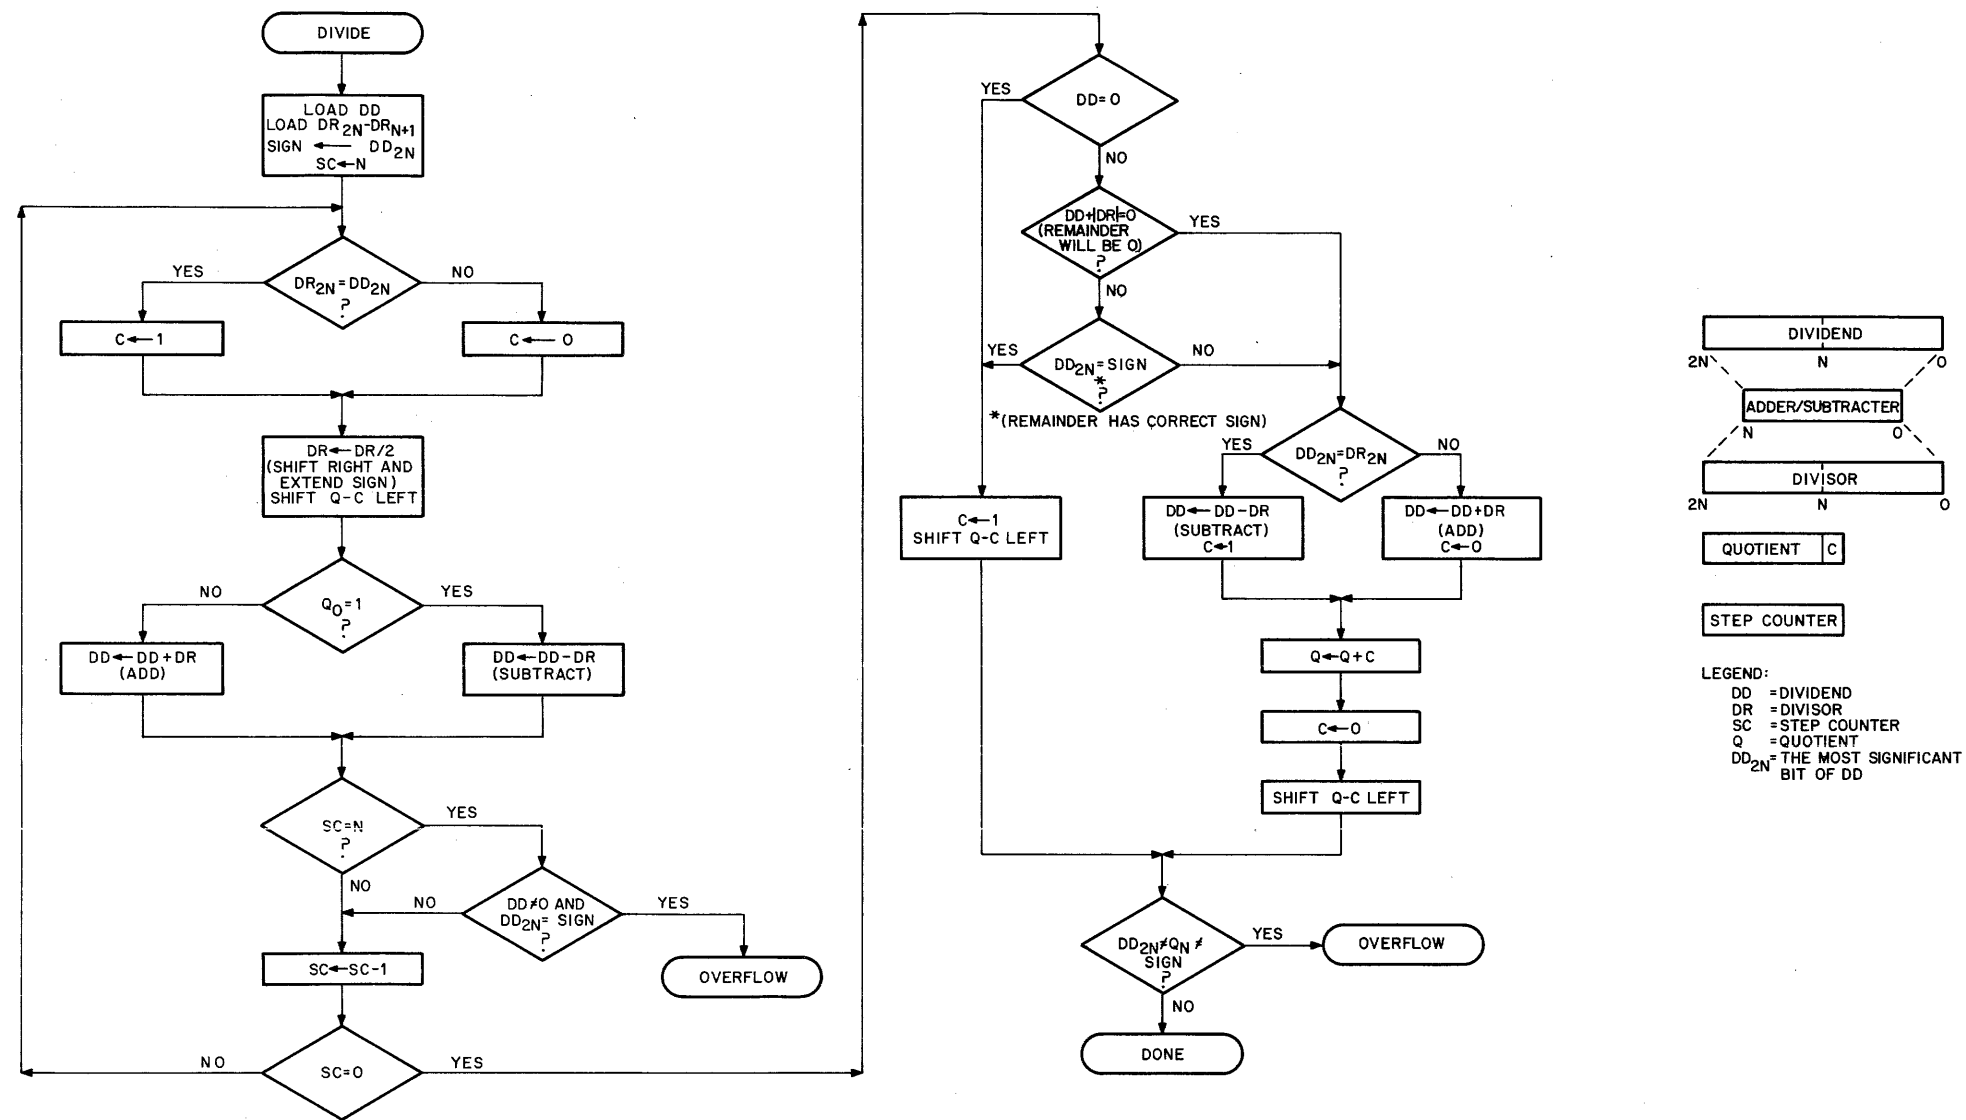 DIVIDE
LOAD DD
LOAD DR2N-DRN+1
SIGN ← DD2N
SC←N
DR2N=DD2N
?
YES
NO
C←1
C← 0
DR←DR/2
(SHIFT RIGHT AND
EXTEND SIGN)
SHIFT Q-C LEFT
Q0=1
?
NO
YES
DD←DD+DR
(ADD)
DD←DD-DR
(SUBTRACT)
SC=N
?
YES
NO
DD≠0 AND
DD2N= SIGN
?
NO
YES
OVERFLOW
SC←SC-1
SC=0
NO
YES
DD=0
YES
NO
DD+|DR|=0
(REMAINDER
WILL BE 0)
?
YES
NO
DD2N=SIGN
*
?
YES
NO
*(REMAINDER HAS CORRECT SIGN)
DD2N=DR2N
?
YES
NO
C←1
SHIFT Q-C LEFT
DD←DD-DR
(SUBTRACT)
C←1
DD←DD+DR
(ADD)
C←0
Q←Q+C
C←0
SHIFT Q-C LEFT
DD2N≠QN≠
SIGN
?
YES
OVERFLOW
NO
DONE
DIVIDEND
2N N 0
ADDER/SUBTRACTER
N 0
DIVISOR
2N N 0
QUOTIENT C
STEP COUNTER
LEGEND:
DD =DIVIDEND
DR =DIVISOR
SC =STEP COUNTER
Q =QUOTIENT
DD2N=THE MOST SIGNIFICANT
BIT OF DD